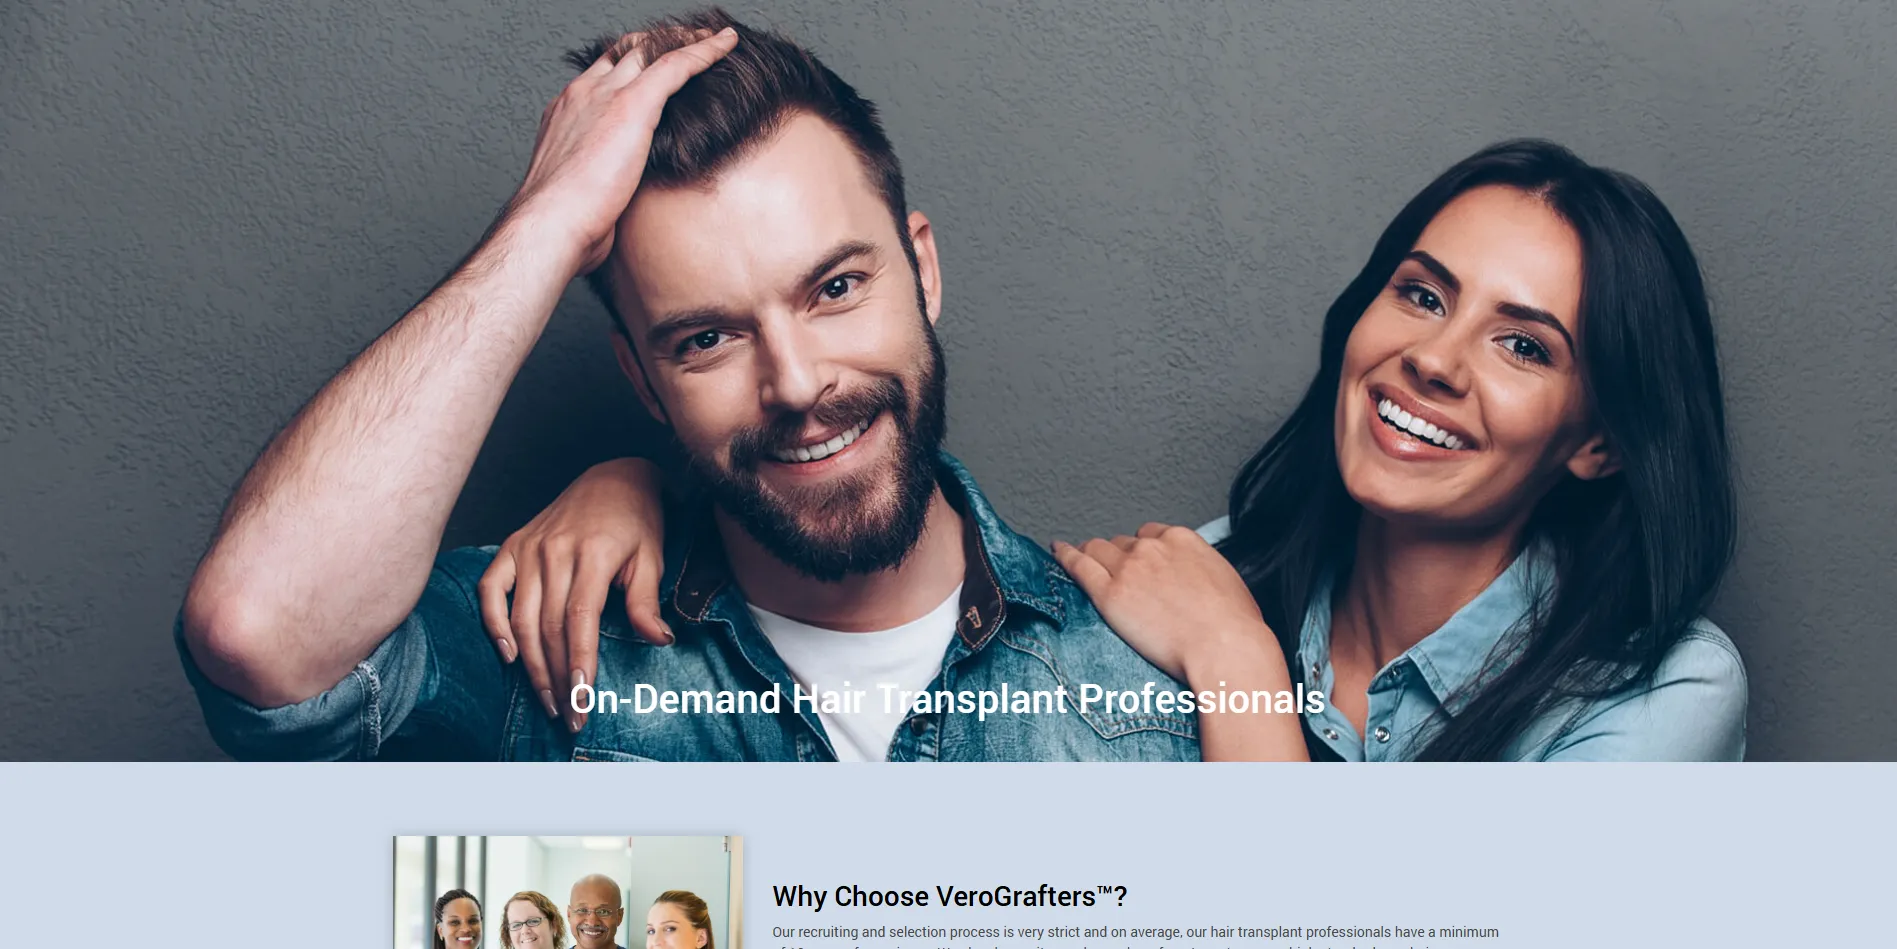 On-Demand Hair Transplant Professionals
Why Choose VeroGrafters™?
Our recruiting and selection process is very strict and on average, our hair transplant professionals have a minimum